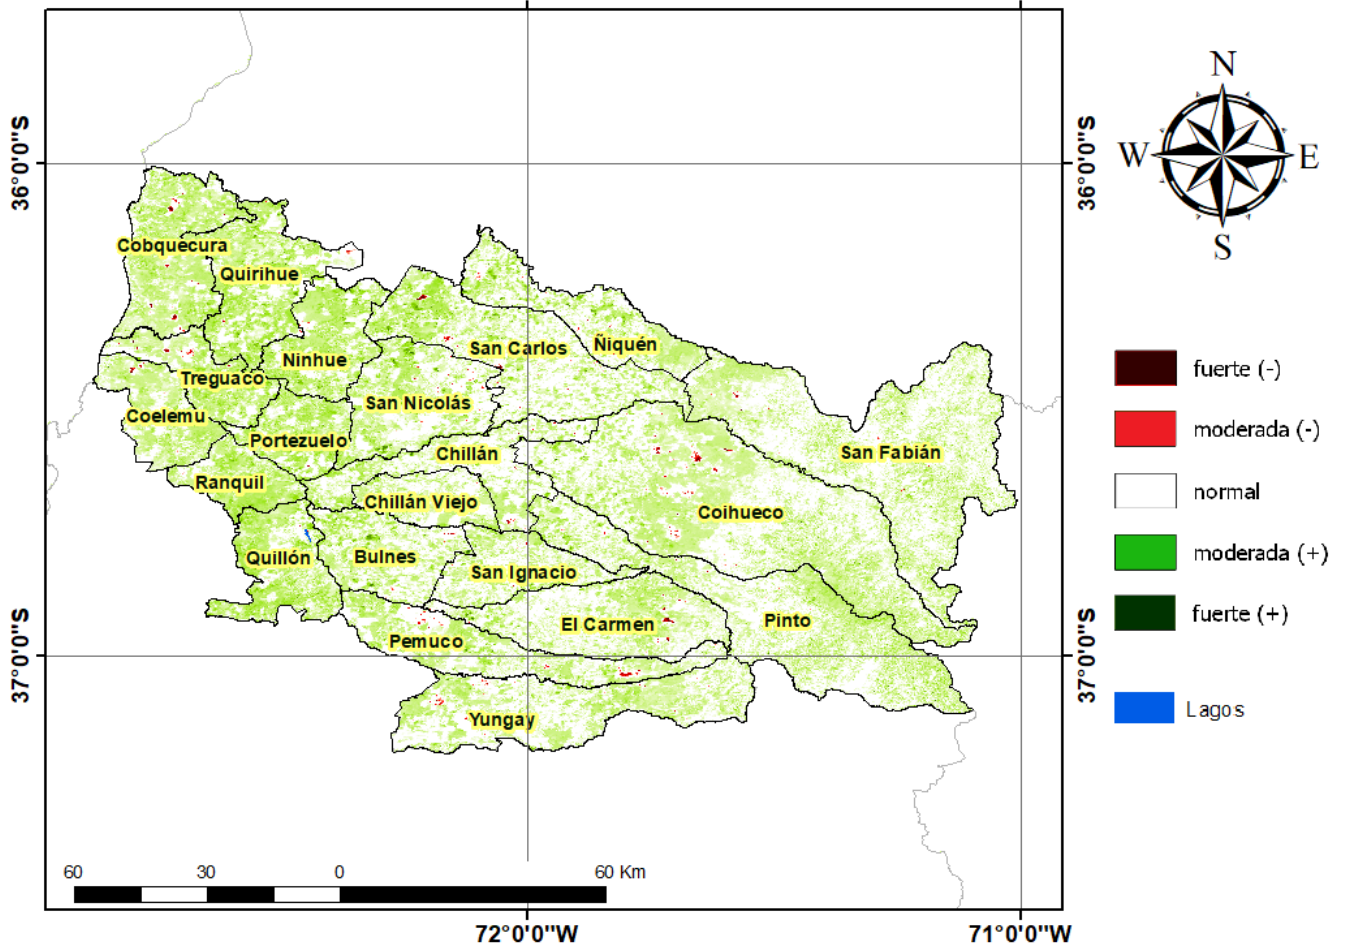 N
W
E
S
36°0'0"S
36°0'0"S
Cobquecura
Quirihue
Ninhue
San Carlos
Ñiquén
Treguaco
Coelemu
San Nicolás
Portezuelo
Chillán
San Fabián
Ranquil
Chillán Viejo
Coihueco
Quillón
Bulnes
San Ignacio
El Carmen
Pinto
Pemuco
Yungay
37°0'0"S
37°0'0"S
fuerte (-)
moderada (-)
normal
moderada (+)
fuerte (+)
Lagos
60 30 0 60 Km
72°0'0"W
71°0'0"W